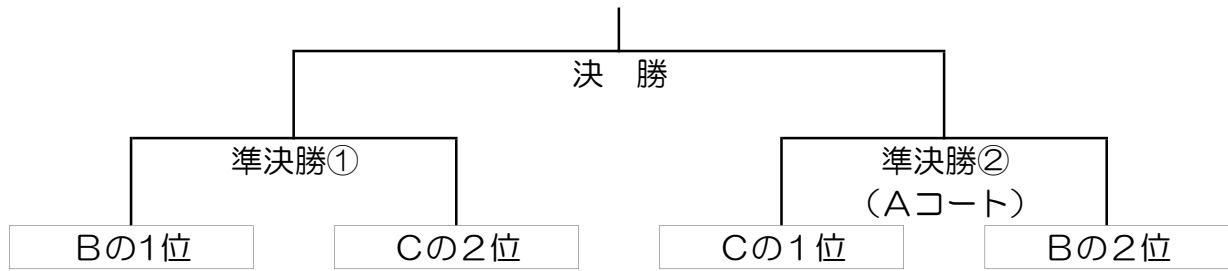 決　勝
準決勝①
準決勝②
（Aコート）
Bの1位
Cの2位
Cの1位
Bの2位